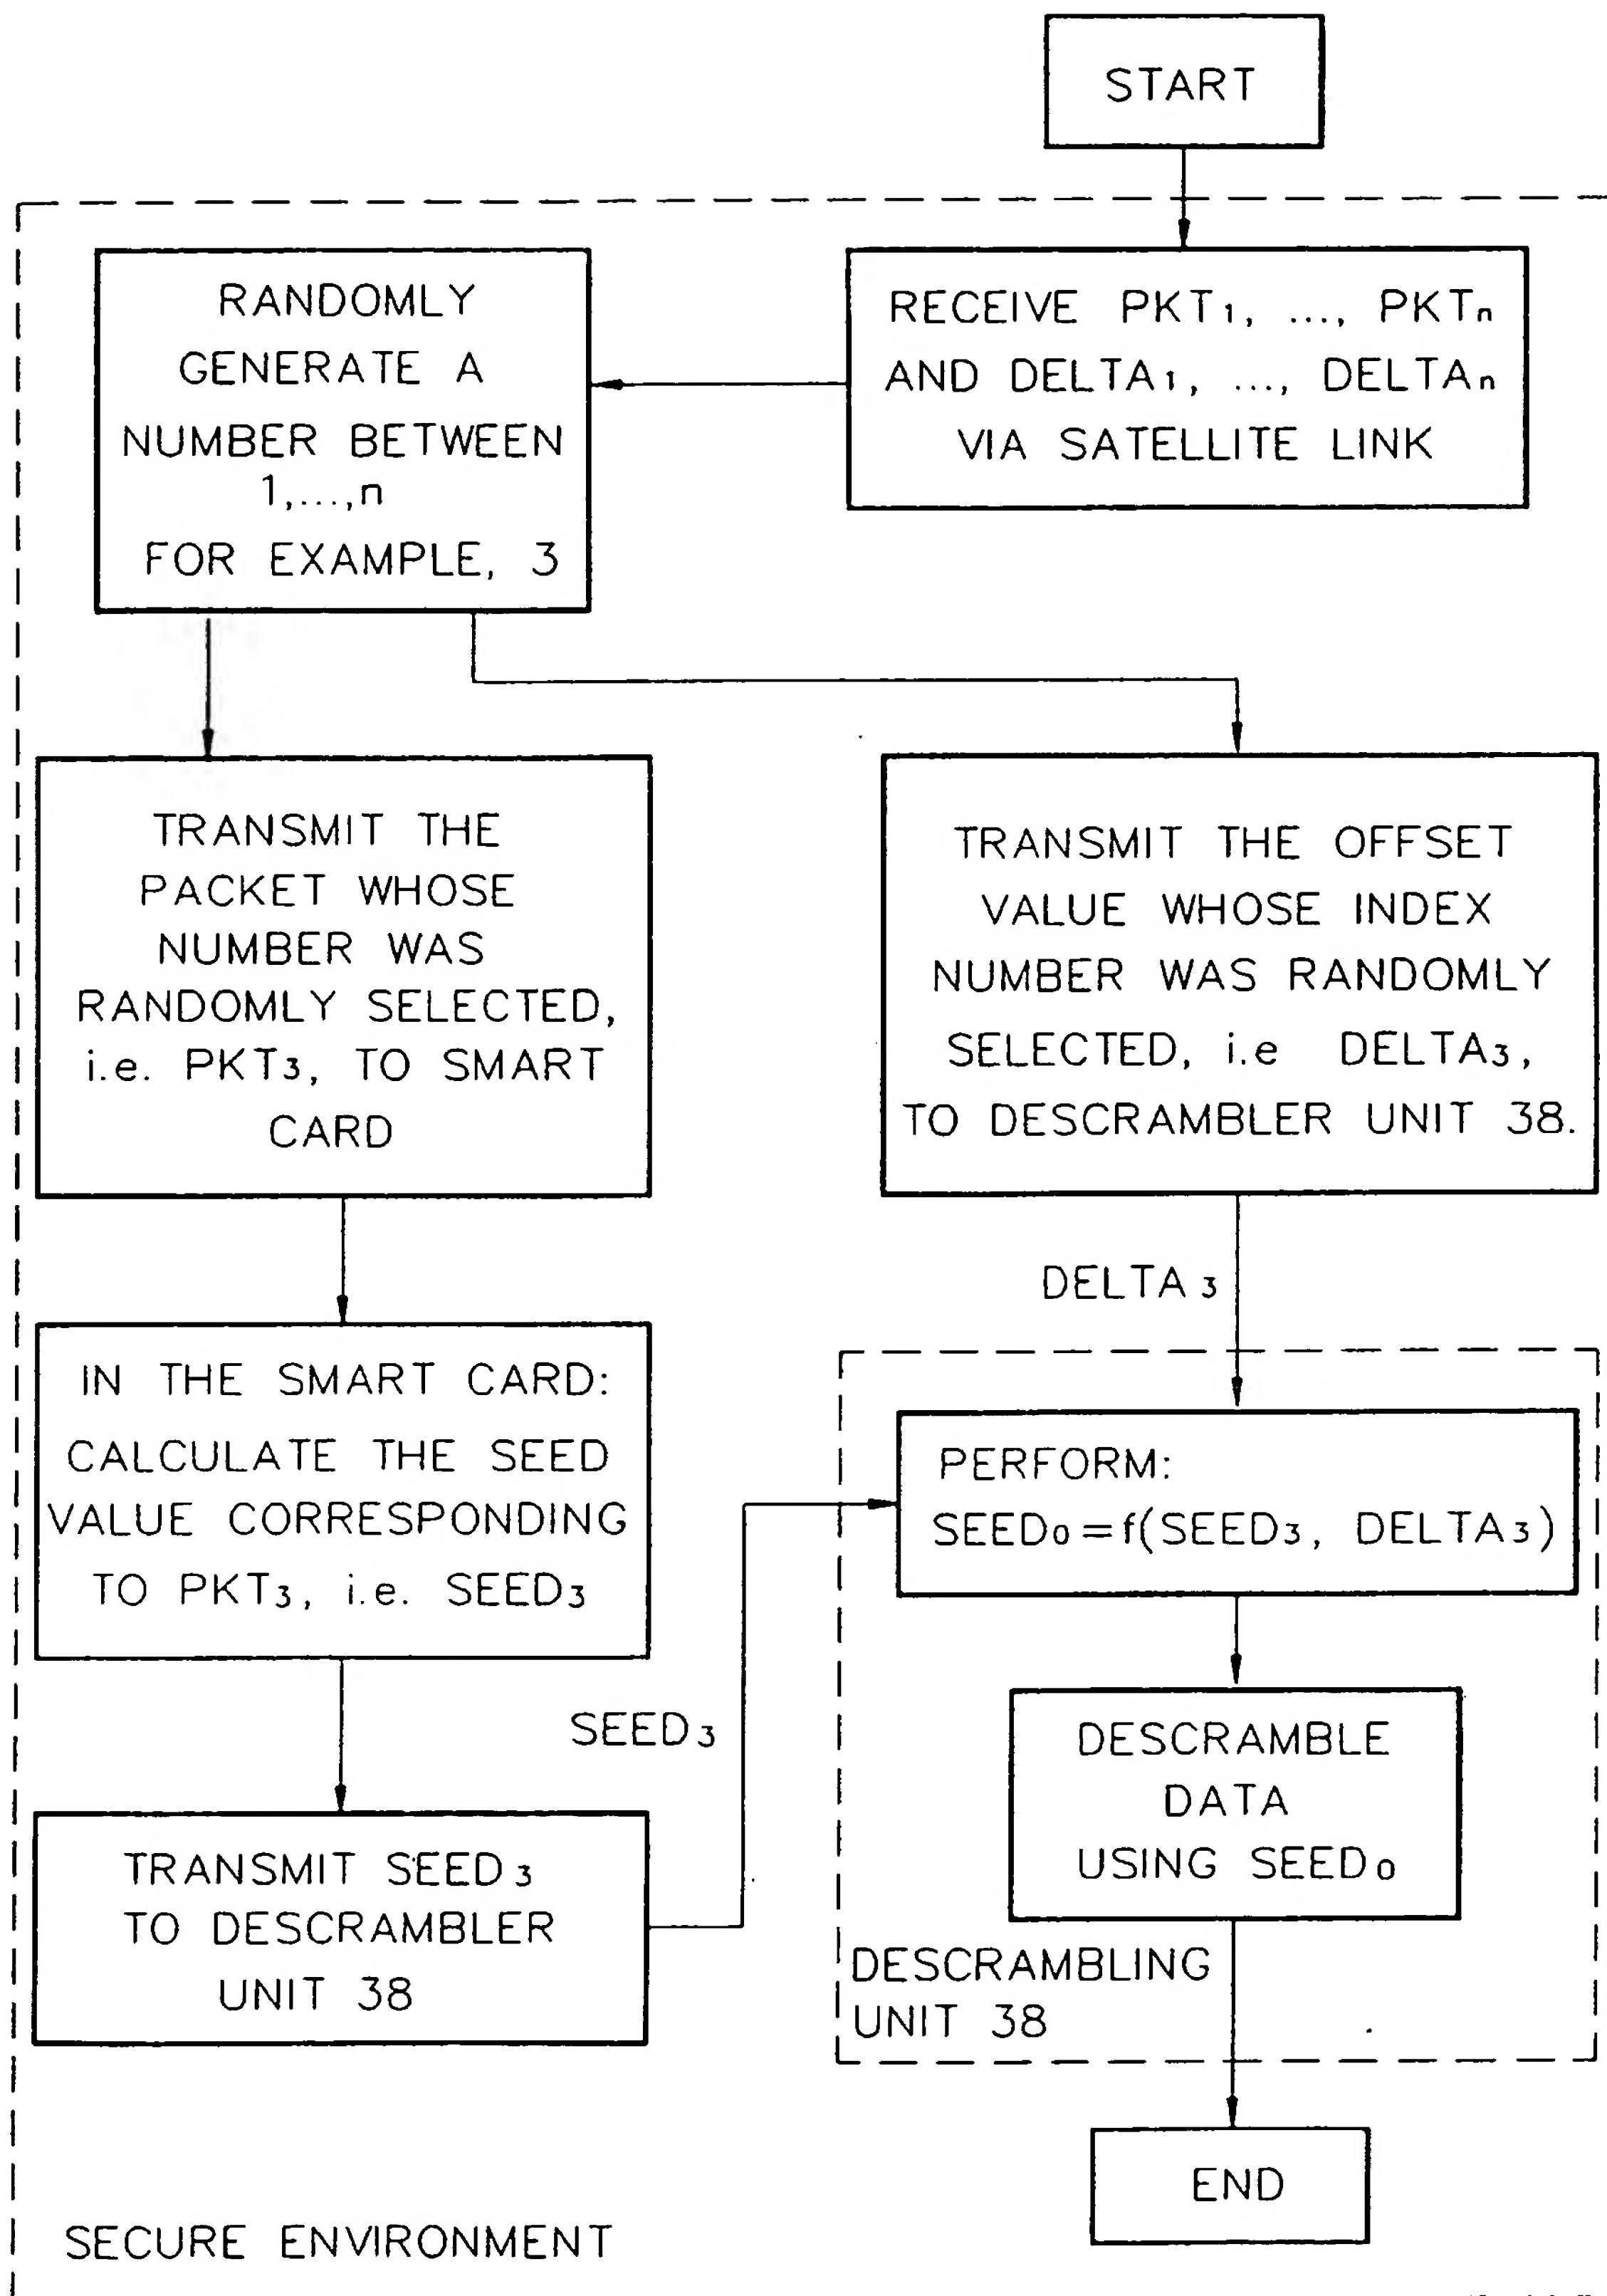 START
RECEIVE PKT₁, ..., PKTₙ
AND DELTA₁, ..., DELTAₙ
VIA SATELLITE LINK
RANDOMLY
GENERATE A
NUMBER BETWEEN
1,...,n
FOR EXAMPLE, 3
TRANSMIT THE
PACKET WHOSE
NUMBER WAS
RANDOMLY SELECTED,
i.e. PKT₃, TO SMART
CARD
TRANSMIT THE OFFSET
VALUE WHOSE INDEX
NUMBER WAS RANDOMLY
SELECTED, i.e DELTA₃,
TO DESCRAMBLER UNIT 38.
DELTA₃
IN THE SMART CARD:
CALCULATE THE SEED
VALUE CORRESPONDING
TO PKT₃, i.e. SEED₃
SEED₃
TRANSMIT SEED₃
TO DESCRAMBLER
UNIT 38
PERFORM:
SEED₀=f(SEED₃, DELTA₃)
DESCRAMBLE
DATA
USING SEED₀
DESCRAMBLING
UNIT 38
END
SECURE ENVIRONMENT